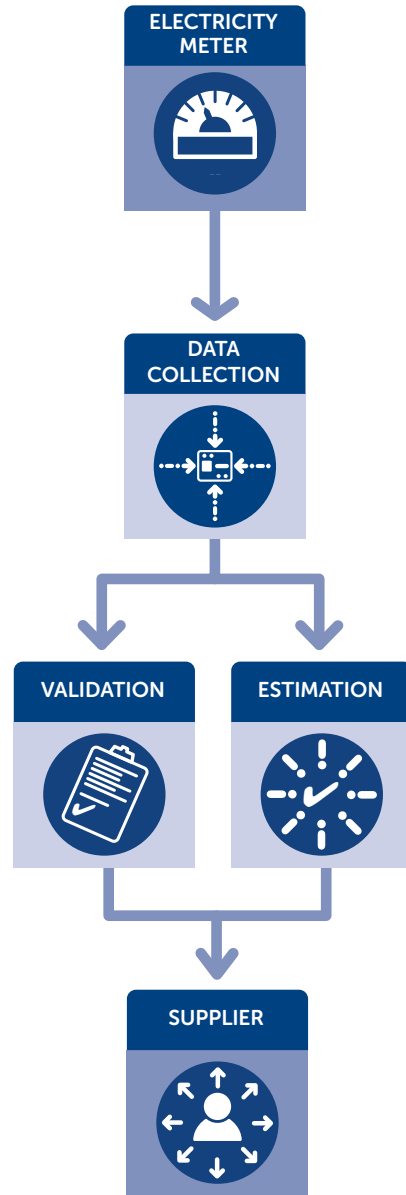 ELECTRICITY
METER
DATA
COLLECTION
VALIDATION
ESTIMATION
SUPPLIER